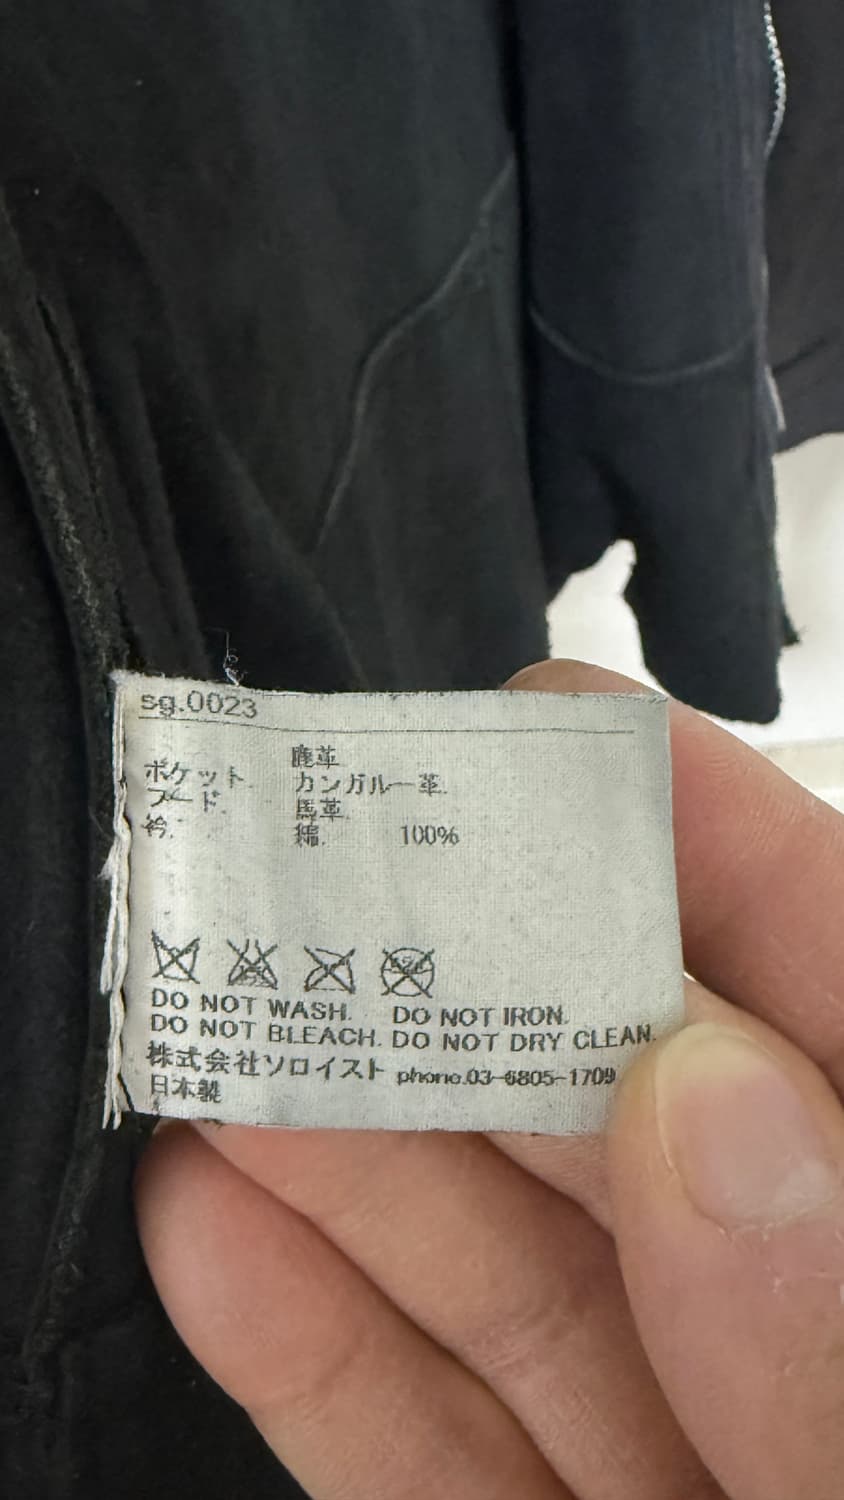 sg.0023
鹿革
ポケット. カンガルー革.
フード. 馬革.
衿. 綿. 100%
DO NOT WASH. DO NOT IRON.
DO NOT BLEACH. DO NOT DRY CLEAN.
株式会社ソロイスト phone.03-6805-1709
日本製